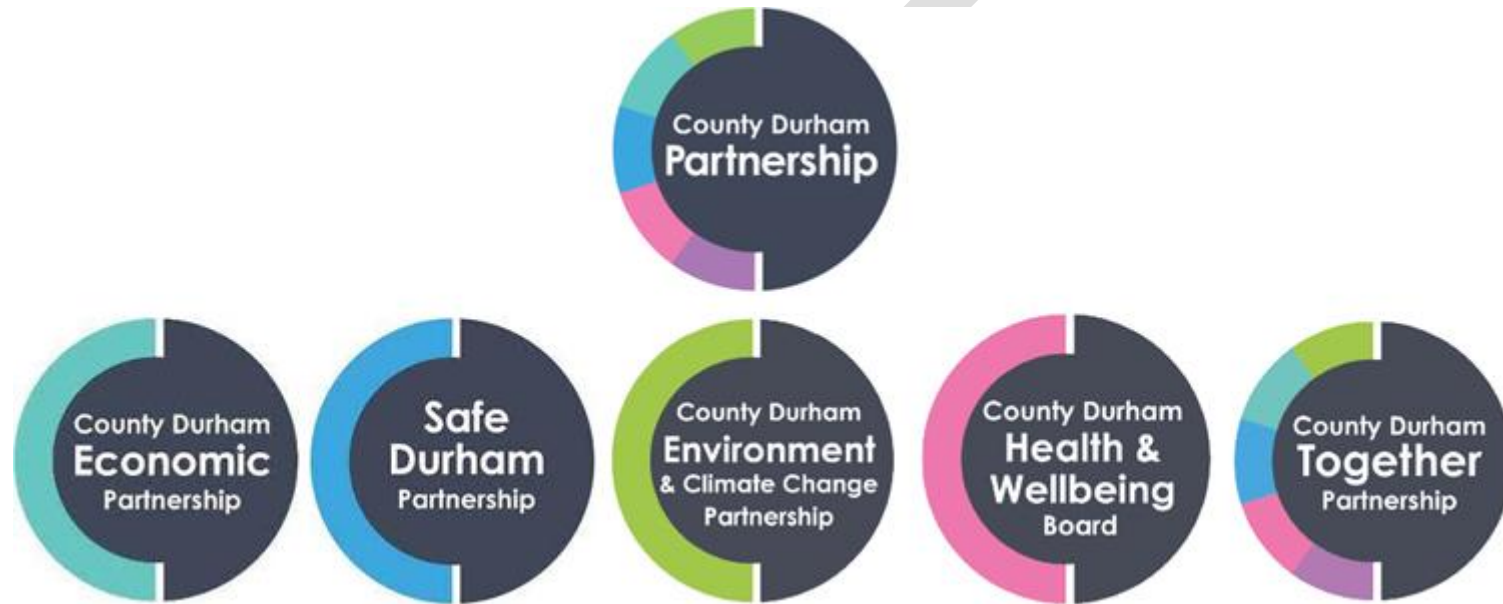 County Durham
Partnership
County Durham
Economic
Partnership
Safe
Durham
Partnership
County Durham
Environment
& Climate Change
Partnership
County Durham
Health &
Wellbeing
Board
County Durham
Together
Partnership